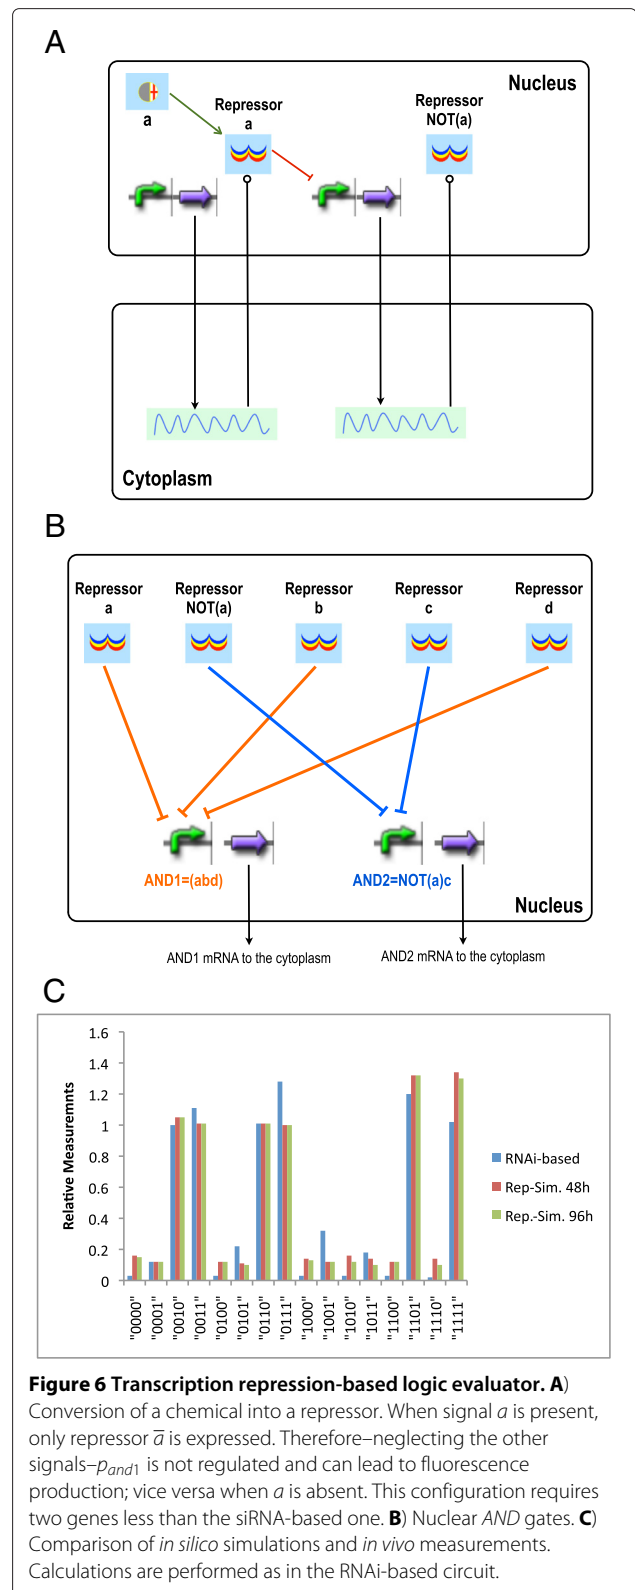 A
Nucleus
a
Repressor
a
Repressor
NOT(a)
Cytoplasm
B
Repressor
a
Repressor
NOT(a)
Repressor
b
Repressor
c
Repressor
d
AND1=(abd)
AND2=NOT(a)c
Nucleus
AND1 mRNA to the cytoplasm
AND2 mRNA to the cytoplasm
C
Relative Measuremnts
1.6
1.4
1.2
1
0.8
0.6
0.4
0.2
0
"0000"
"0001"
"0010"
"0011"
"0100"
"0101"
"0110"
"0111"
"1000"
"1001"
"1010"
"1011"
"1100"
"1101"
"1110"
"1111"
RNAi-based
Rep-Sim. 48h
Rep.-Sim. 96h
Figure 6 Transcription repression-based logic evaluator. A)
Conversion of a chemical into a repressor. When signal a is present,
only repressor a̅ is expressed. Therefore–neglecting the other
signals–p_and1 is not regulated and can lead to fluorescence
production; vice versa when a is absent. This configuration requires
two genes less than the siRNA-based one. B) Nuclear AND gates. C)
Comparison of in silico simulations and in vivo measurements.
Calculations are performed as in the RNAi-based circuit.